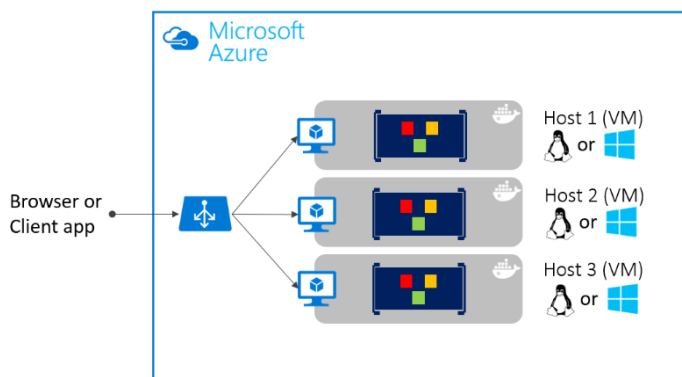 Microsoft
Azure
Host 1 (VM)
or
Browser or
Client app
Host 2 (VM)
or
Host 3 (VM)
or